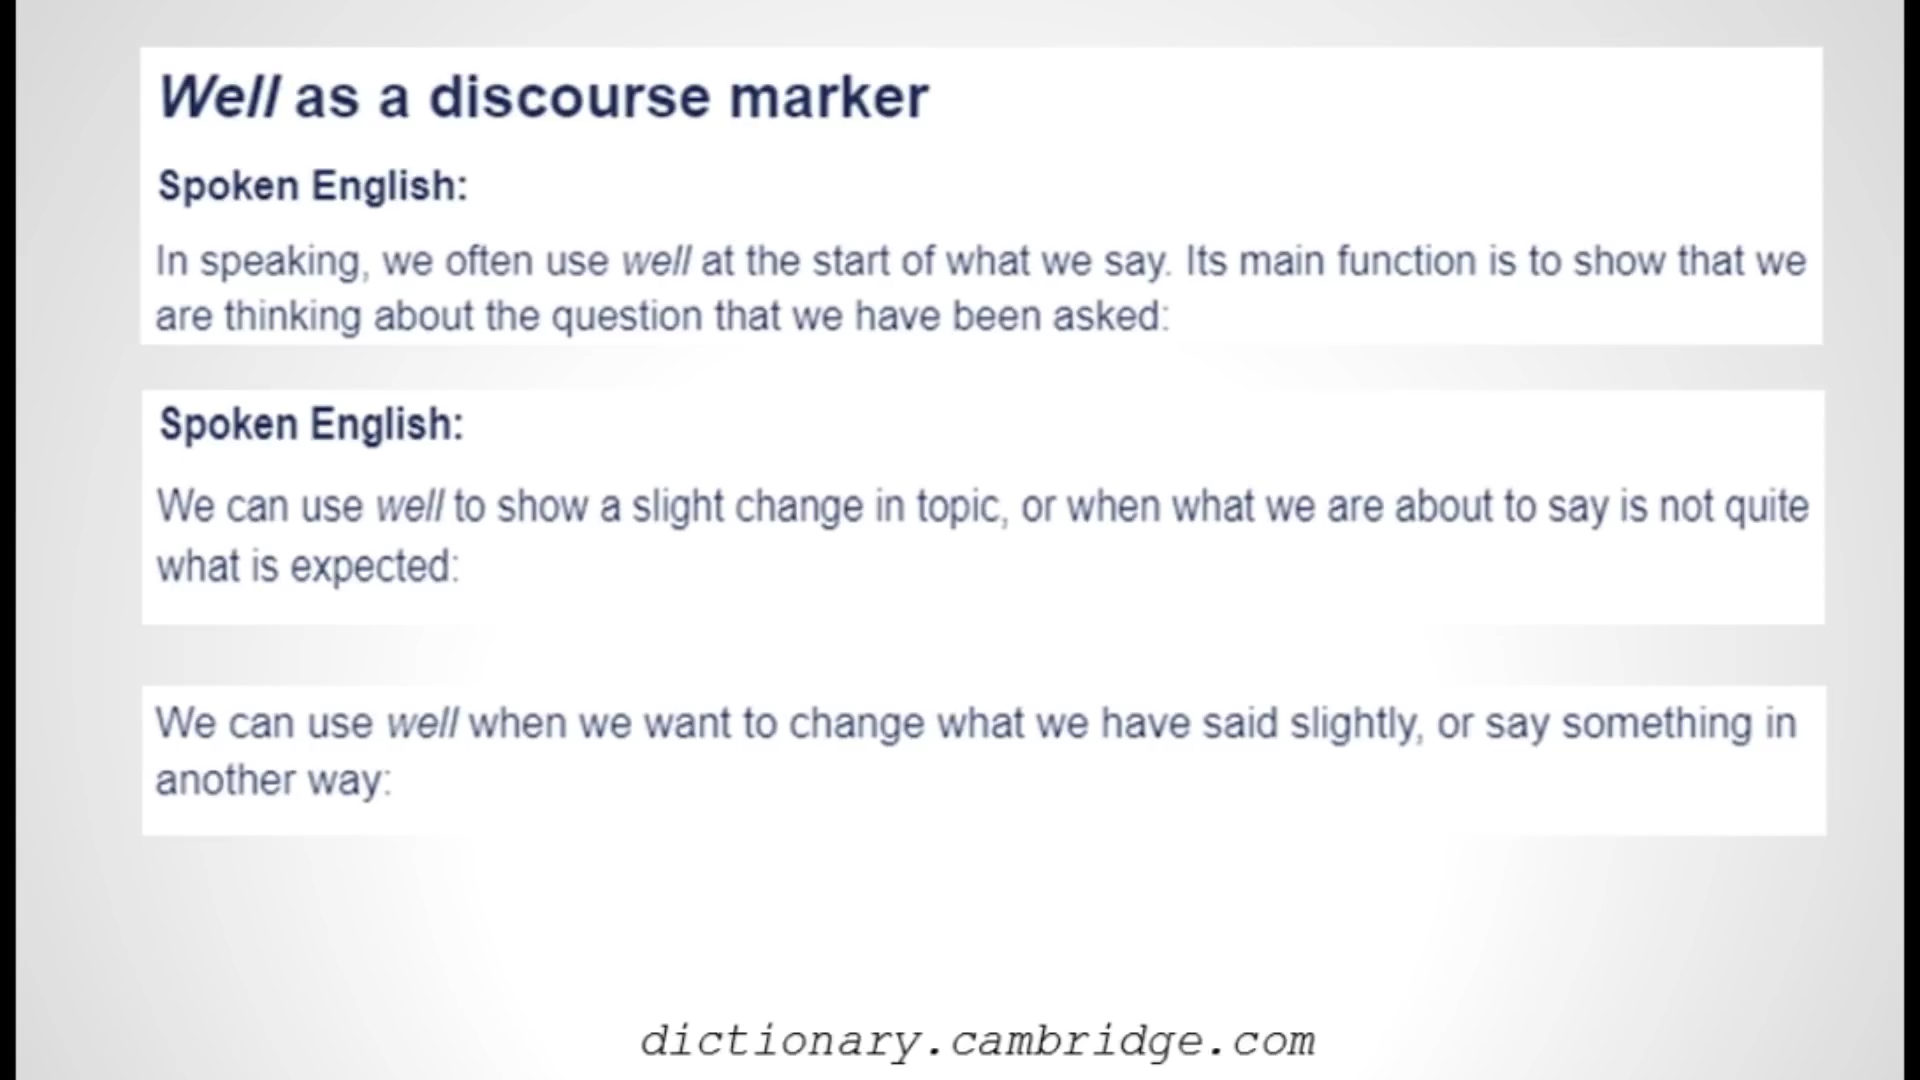 Well as a discourse marker
Spoken English:
In speaking, we often use well at the start of what we say. Its main function is to show that we
are thinking about the question that we have been asked:
Spoken English:
We can use well to show a slight change in topic, or when what we are about to say is not quite
what is expected:
We can use well when we want to change what we have said slightly, or say something in
another way:
dictionary.cambridge.com